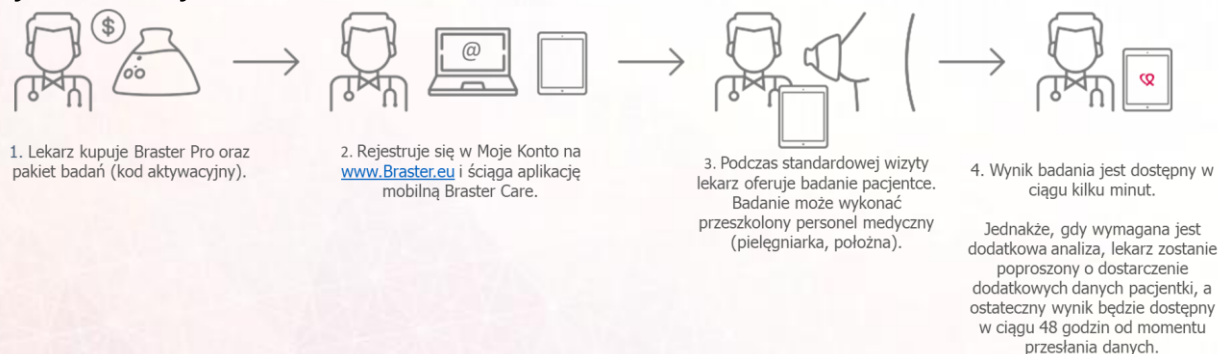 $
@
1. Lekarz kupuje Braster Pro oraz
pakiet badań (kod aktywacyjny).
2. Rejestruje się w Moje Konto na
www.Braster.eu i ściąga aplikację
mobilną Braster Care.
3. Podczas standardowej wizyty
lekarz oferuje badanie pacjentce.
Badanie może wykonać
przeszkolony personel medyczny
(pielęgniarka, położna).
4. Wynik badania jest dostępny w
ciągu kilku minut.
Jednakże, gdy wymagana jest
dodatkowa analiza, lekarz zostanie
poproszony o dostarczenie
dodatkowych danych pacjentki, a
ostateczny wynik będzie dostępny
w ciągu 48 godzin od momentu
przesłania danych.